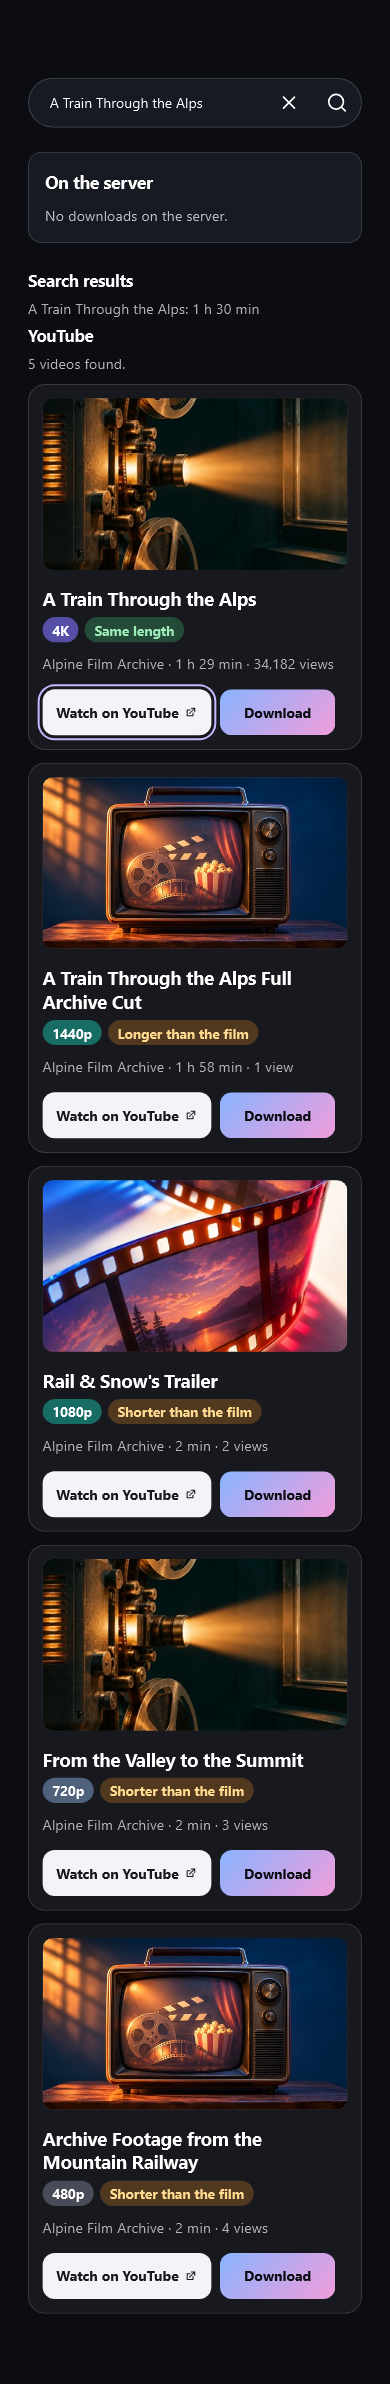 A Train Through the Alps
On the server
No downloads on the server.
Search results
A Train Through the Alps: 1 h 30 min
YouTube
5 videos found.
A Train Through the Alps
4K Same length
Alpine Film Archive · 1 h 29 min · 34,182 views
Watch on YouTube Download
A Train Through the Alps Full
Archive Cut
1440p Longer than the film
Alpine Film Archive · 1 h 58 min · 1 view
Watch on YouTube Download
Rail & Snow's Trailer
1080p Shorter than the film
Alpine Film Archive · 2 min · 2 views
Watch on YouTube Download
From the Valley to the Summit
720p Shorter than the film
Alpine Film Archive · 2 min · 3 views
Watch on YouTube Download
Archive Footage from the
Mountain Railway
480p Shorter than the film
Alpine Film Archive · 2 min · 4 views
Watch on YouTube Download